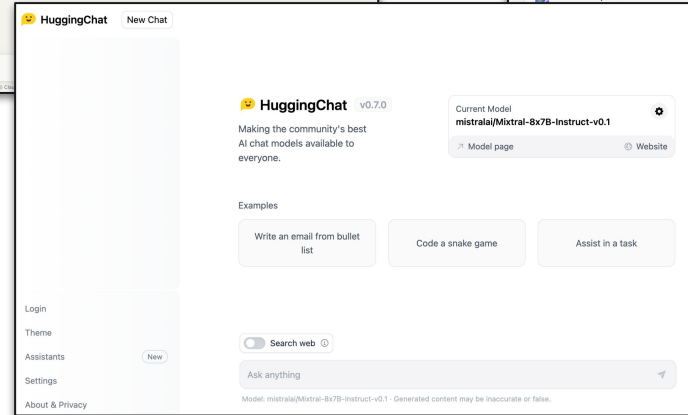 HuggingChat New Chat
HuggingChat v0.7.0
Making the community's best
AI chat models available to
everyone.
Current Model
mistralai/Mixtral-8x7B-Instruct-v0.1
Model page Website
Examples
Write an email from bullet
list
Code a snake game
Assist in a task
Login
Theme
Assistants New
Settings
About & Privacy
Search web
Ask anything
Model: mistralai/Mixtral-8x7B-Instruct-v0.1 · Generated content may be inaccurate or false.